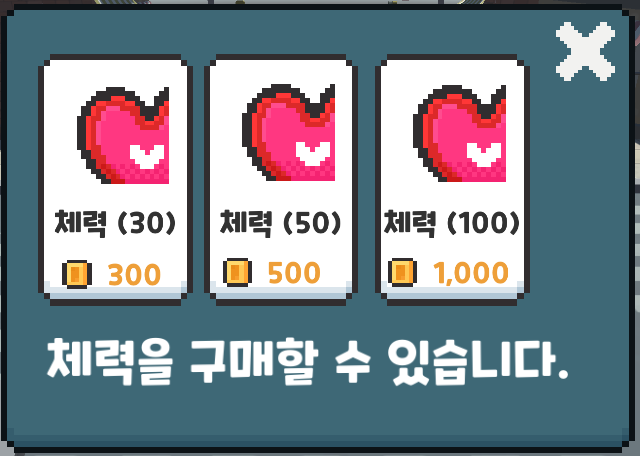 체력 (30) 체력 (50) 체력 (100)
300 500 1,000
체력을 구매할 수 있습니다.